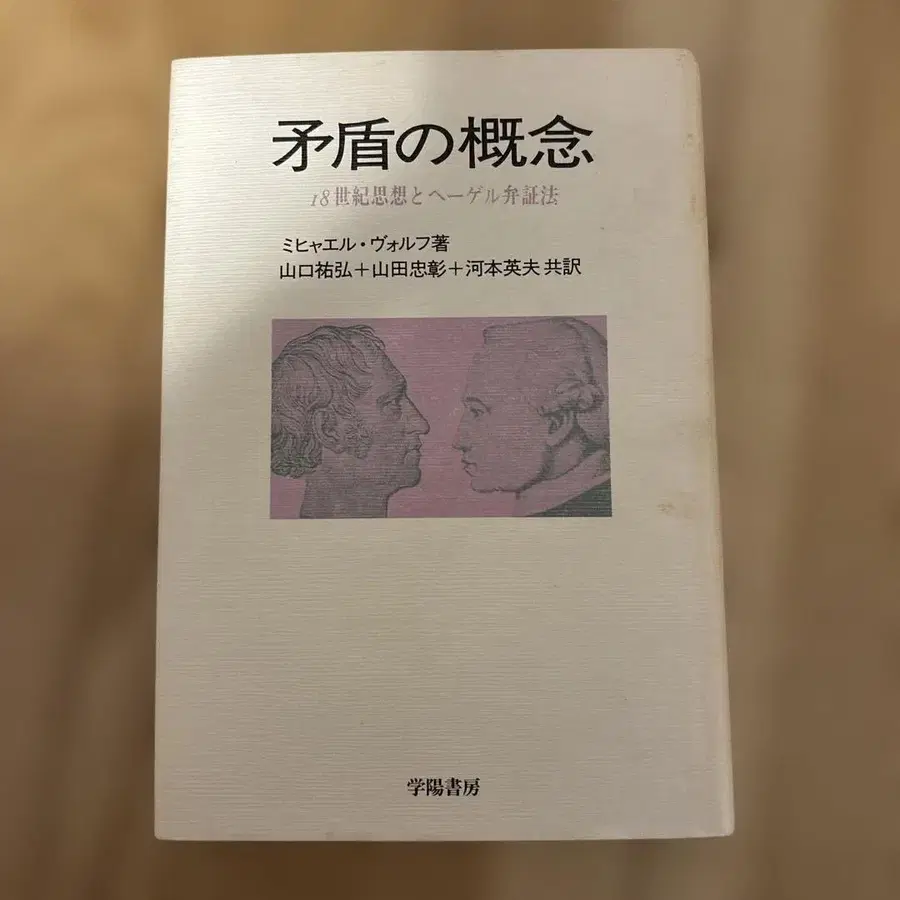 矛盾の概念
18世紀思想とヘーゲル弁証法
ミヒャエル・ヴォルフ著
山口祐弘＋山田忠彰＋河本英夫 共訳
学陽書房